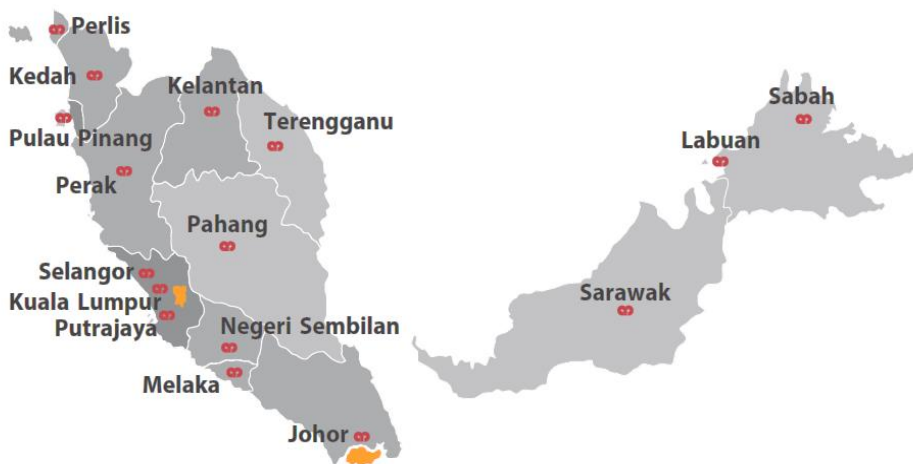 Perlis
Kedah
Kelantan
Pulau Pinang
Terengganu
Perak
Pahang
Selangor
Kuala Lumpur
Putrajaya
Negeri Sembilan
Melaka
Johor
Sabah
Labuan
Sarawak